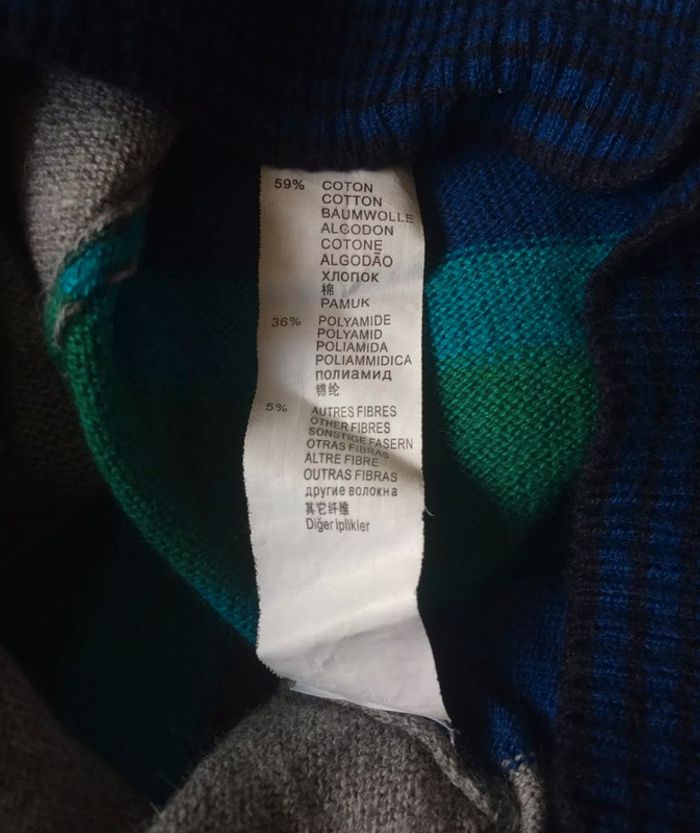 59% COTON
COTTON
BAUMWOLLE
ALGODON
COTONE
ALGODÃO
ХЛОПОК
棉
PAMUK
36% POLYAMIDE
POLYAMID
POLIAMIDA
POLIAMMIDICA
ПОЛИАМИД
锦纶
5% AUTRES FIBRES
OTHER FIBRES
SONSTIGE FASERN
OTRAS FIBRAS
ALTRE FIBRE
OUTRAS FIBRAS
другие волокна
其它纤维
Diğer iplikler